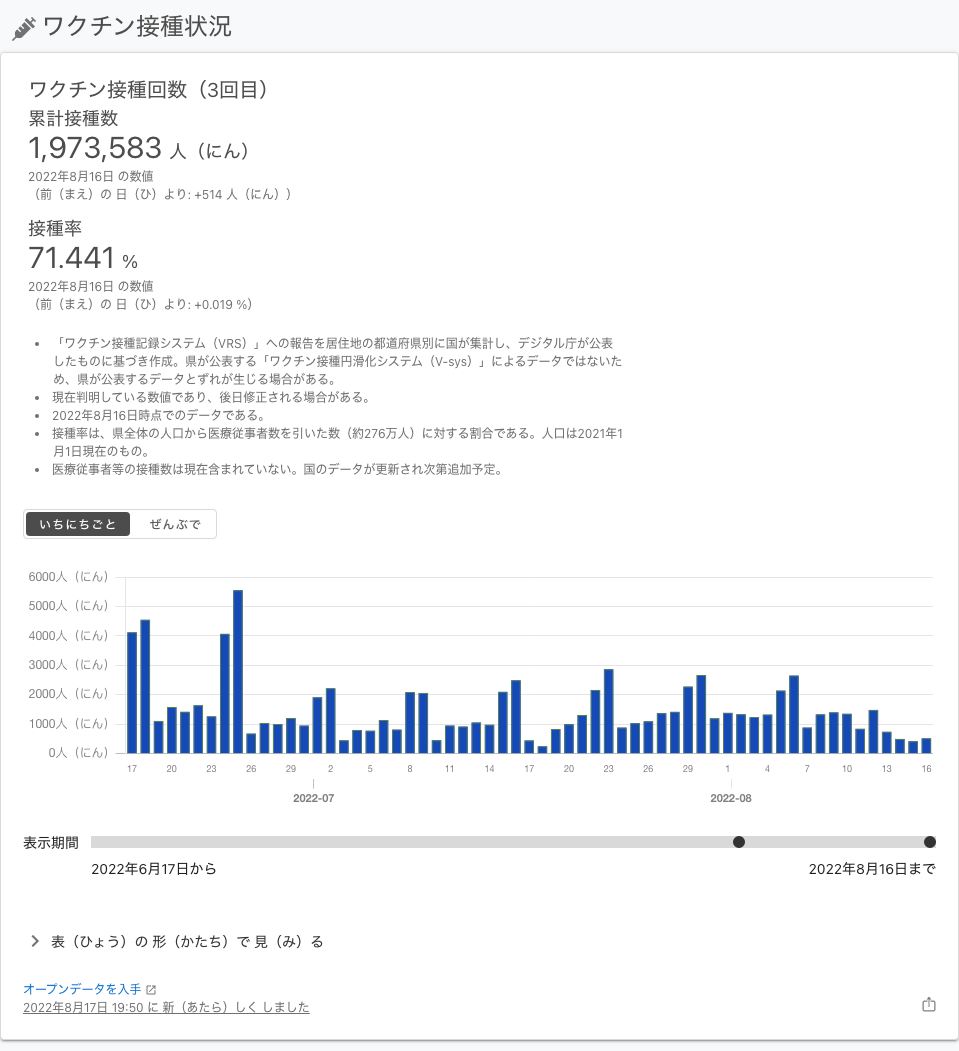 ワクチン接種状況
ワクチン接種回数（3回目）
累計接種数
1,973,583 人（にん）
2022年8月16日 の数値
（前（まえ）の 日（ひ）より: +514 人（にん））
接種率
71.441 %
2022年8月16日 の数値
（前（まえ）の 日（ひ）より: +0.019 %）
• 「ワクチン接種記録システム（VRS）」への報告を居住地の都道府県別に国が集計し、デジタル庁が公表
したものに基づき作成。県が公表する「ワクチン接種円滑化システム（V-sys）」によるデータではないた
め、県が公表するデータとずれが生じる場合がある。
• 現在判明している数値であり、後日修正される場合がある。
• 2022年8月16日時点でのデータである。
• 接種率は、県全体の人口から医療従事者数を引いた数（約276万人）に対する割合である。人口は2021年1
月1日現在のもの。
• 医療従事者等の接種数は現在含まれていない。国のデータが更新され次第追加予定。
いちにちごと ぜんぶで
6000人（にん）
5000人（にん）
4000人（にん）
3000人（にん）
2000人（にん）
1000人（にん）
0人（にん）
17 20 23 26 29 2 5 8 11 14 17 20 23 26 29 1 4 7 10 13 16
2022-07 2022-08
表示期間
2022年6月17日から 2022年8月16日まで
表（ひょう）の 形（かたち）で 見（み）る
オープンデータを入手
2022年8月17日 19:50 に 新（あたら）しく しました